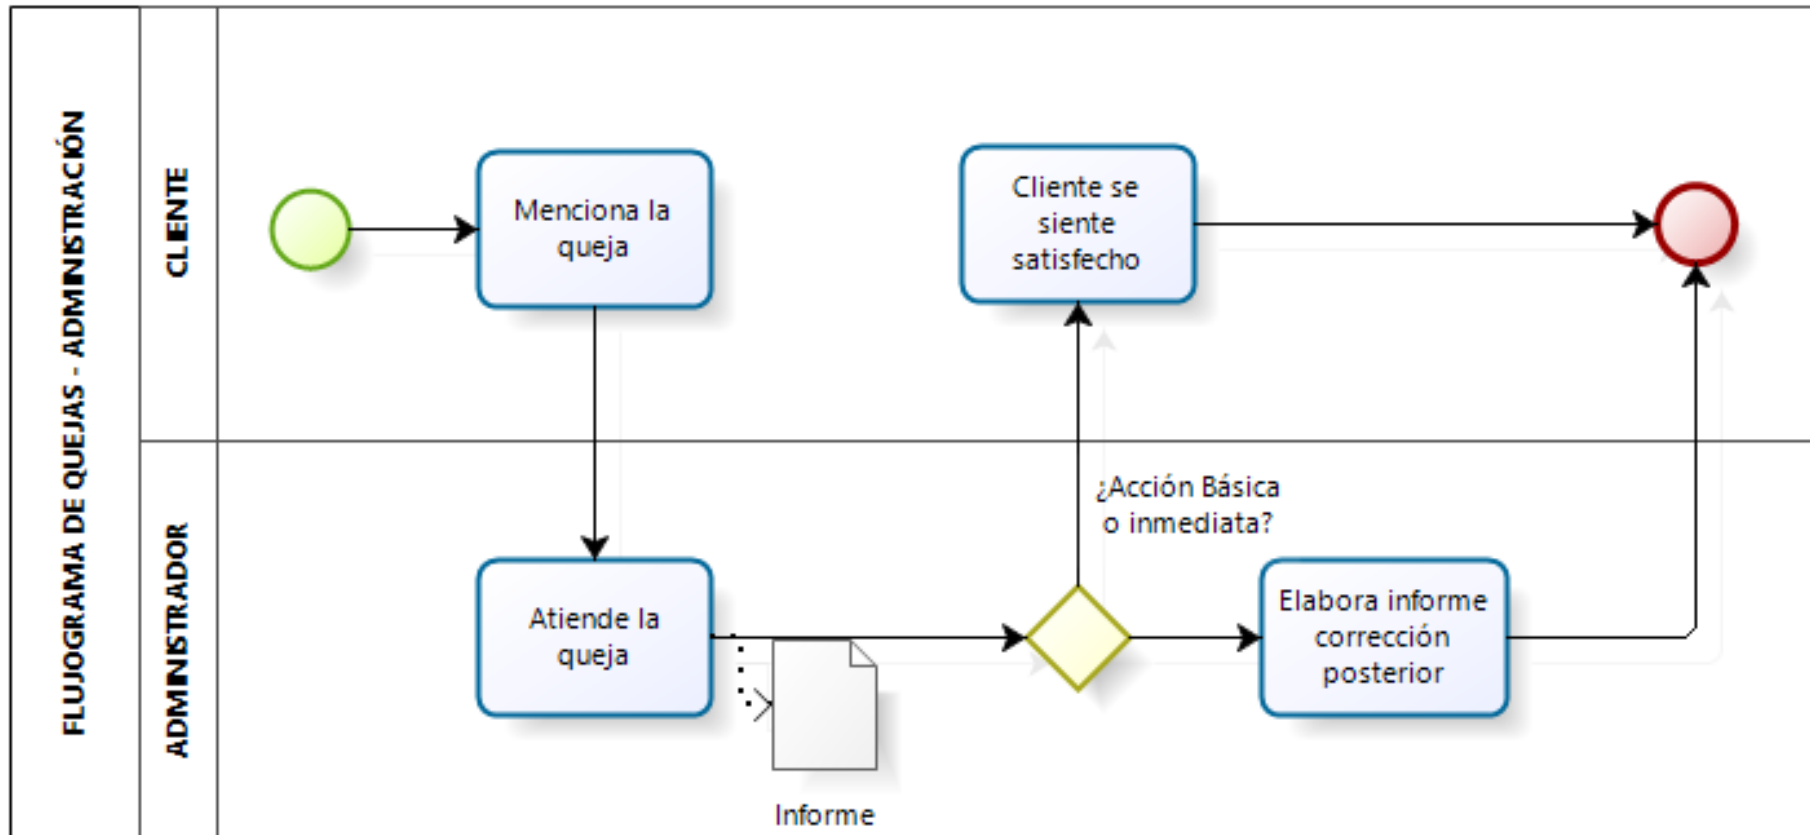 FLUJOGRAMA DE QUEJAS - ADMINISTRACIÓN
CLIENTE
Menciona la
queja
Cliente se
siente
satisfecho
ADMINISTRADOR
Atiende la
queja
Informe
¿Acción Básica
o inmediata?
Elabora informe
corrección
posterior